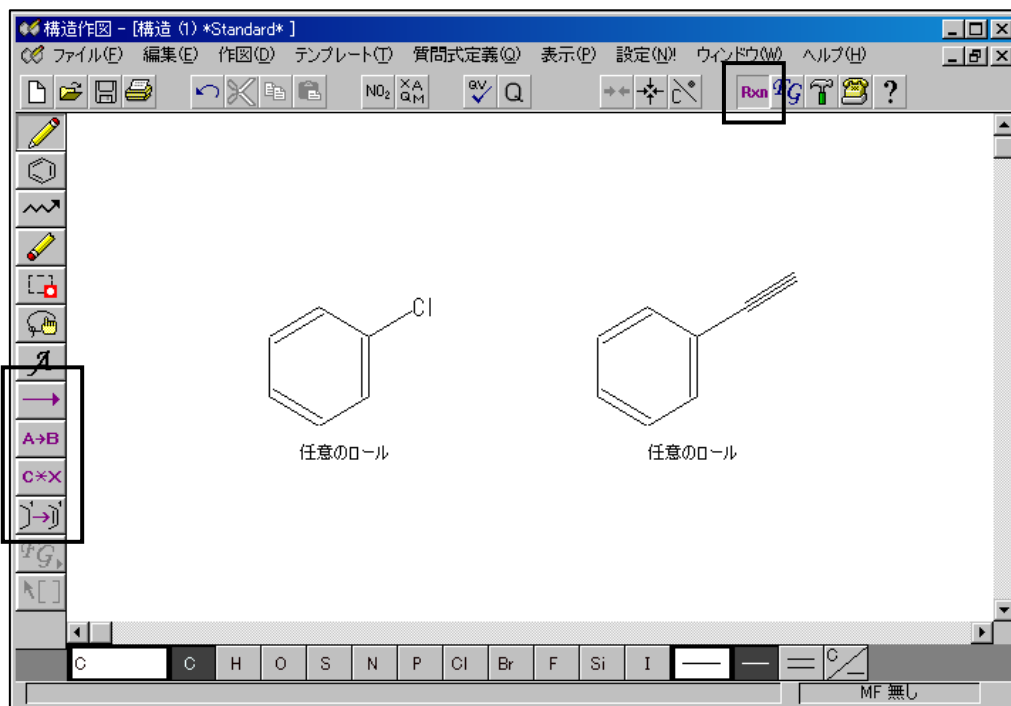 構造作図 - [構造 (1) *Standard* ]
ファイル(F) 編集(E) 作図(D) テンプレート(T) 質問式定義(Q) 表示(P) 設定(N)! ウィンドウ(W) ヘルプ(H)
NO₂ XA QM QV Q Rxn FG ?
A
Cl
任意のロール 任意のロール
A→B
C✳X
FG
C C H O S N P Cl Br F Si I C
MF 無し